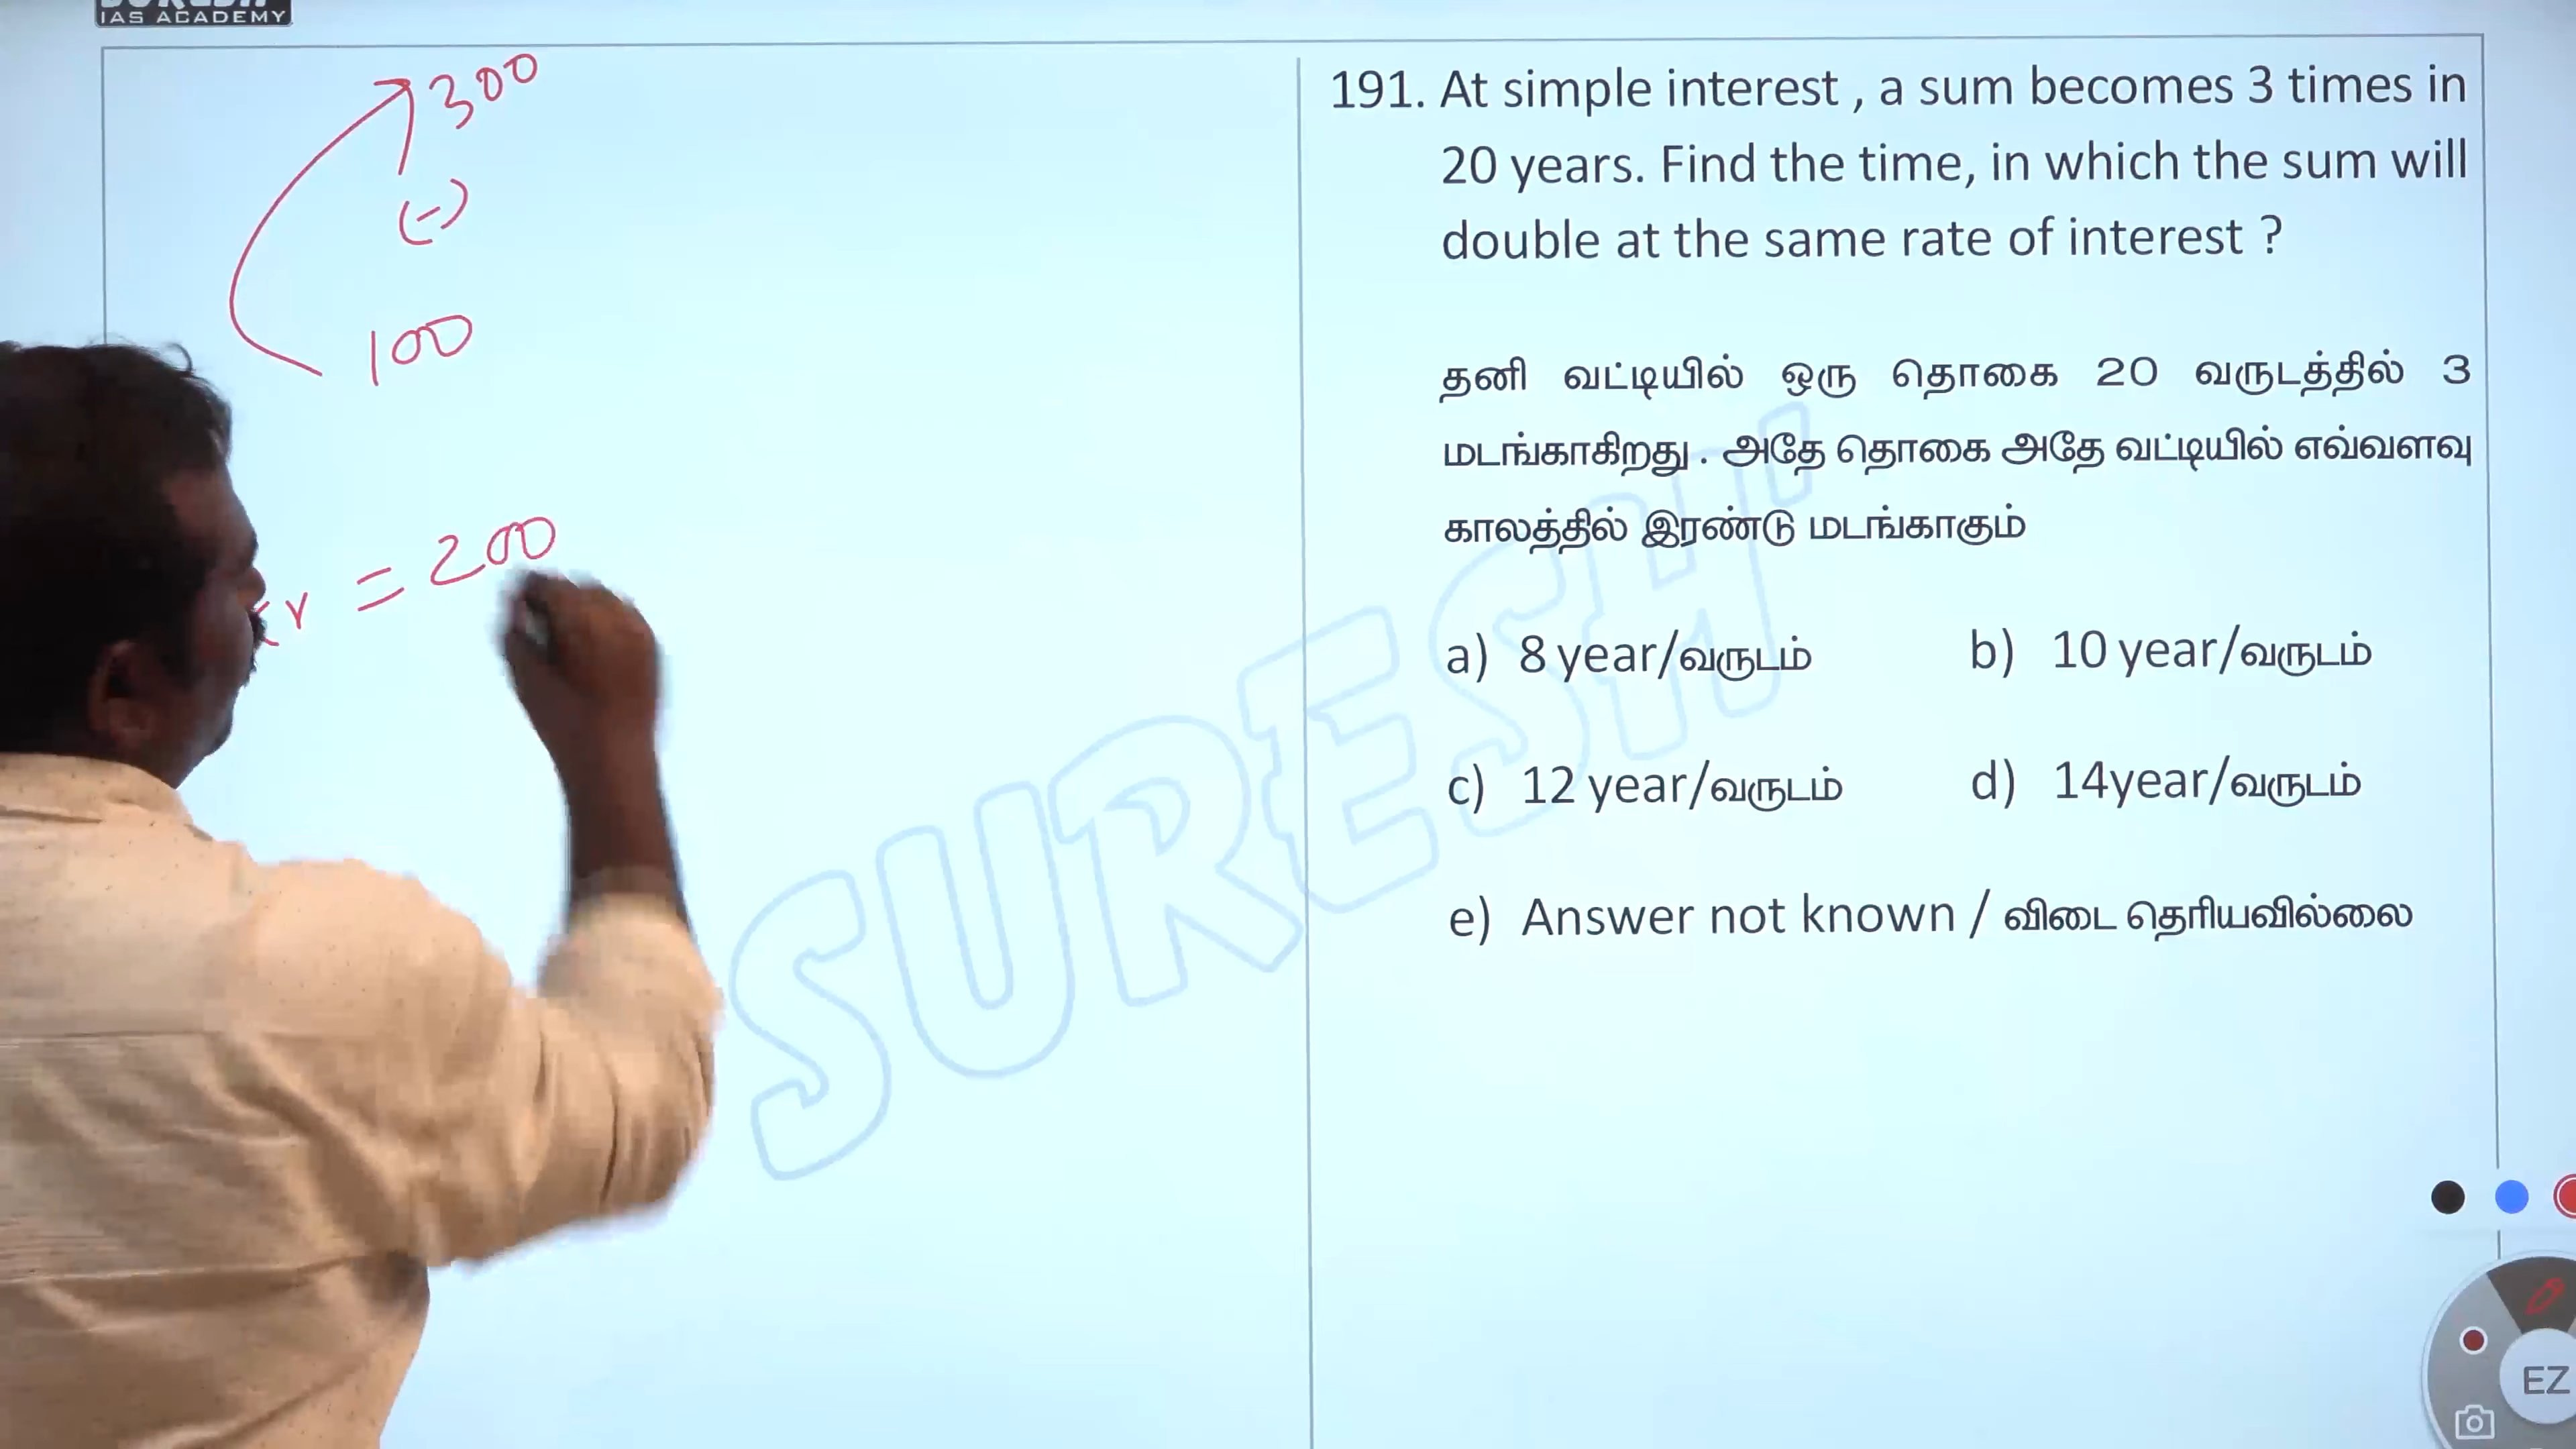 IAS ACADEMY
300
(-)
100
r = 200
191. At simple interest , a sum becomes 3 times in
20 years. Find the time, in which the sum will
double at the same rate of interest ?
தனி வட்டியில் ஒரு தொகை 20 வருடத்தில் 3
மடங்காகிறது . அதே தொகை அதே வட்டியில் எவ்வளவு
காலத்தில் இரண்டு மடங்காகும்
a) 8 year/வருடம் b) 10 year/வருடம்
c) 12 year/வருடம் d) 14year/வருடம்
e) Answer not known / விடை தெரியவில்லை
SURESH'
EZ